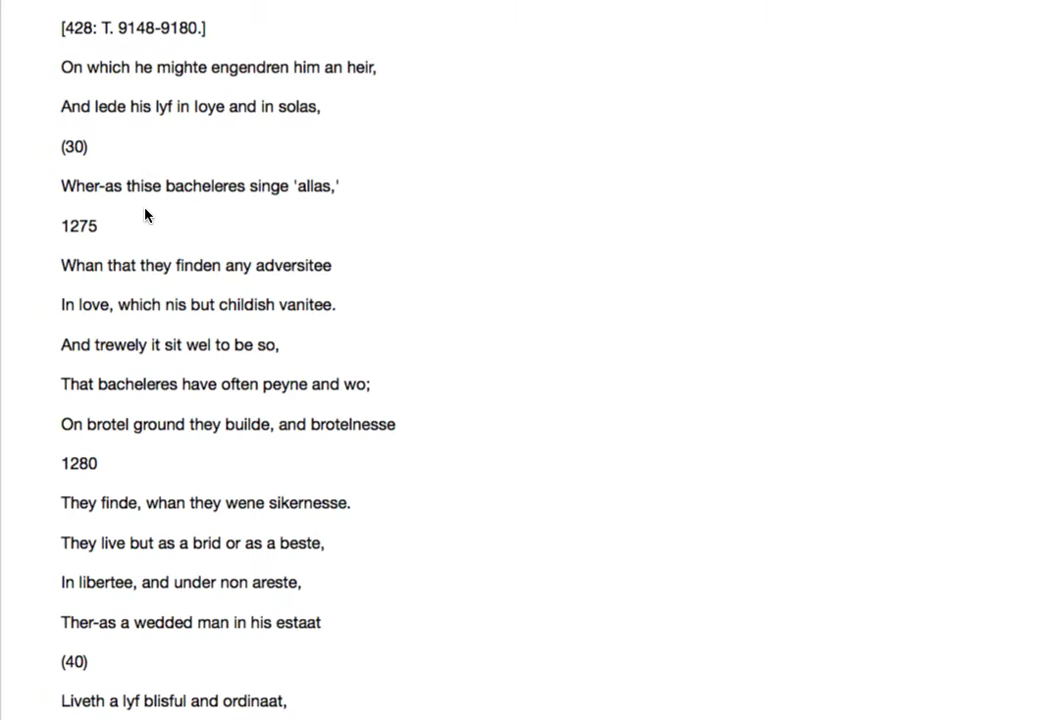 [428: T. 9148-9180.]
On which he mighte engendren him an heir,
And lede his lyf in Ioye and in solas,
(30)
Wher-as thise bacheleres singe 'allas,'
1275
Whan that they finden any adversitee
In love, which nis but childish vanitee.
And trewely it sit wel to be so,
That bacheleres have often peyne and wo;
On brotel ground they builde, and brotelnesse
1280
They finde, whan they wene sikernesse.
They live but as a brid or as a beste,
In libertee, and under non areste,
Ther-as a wedded man in his estaat
(40)
Liveth a lyf blisful and ordinaat,